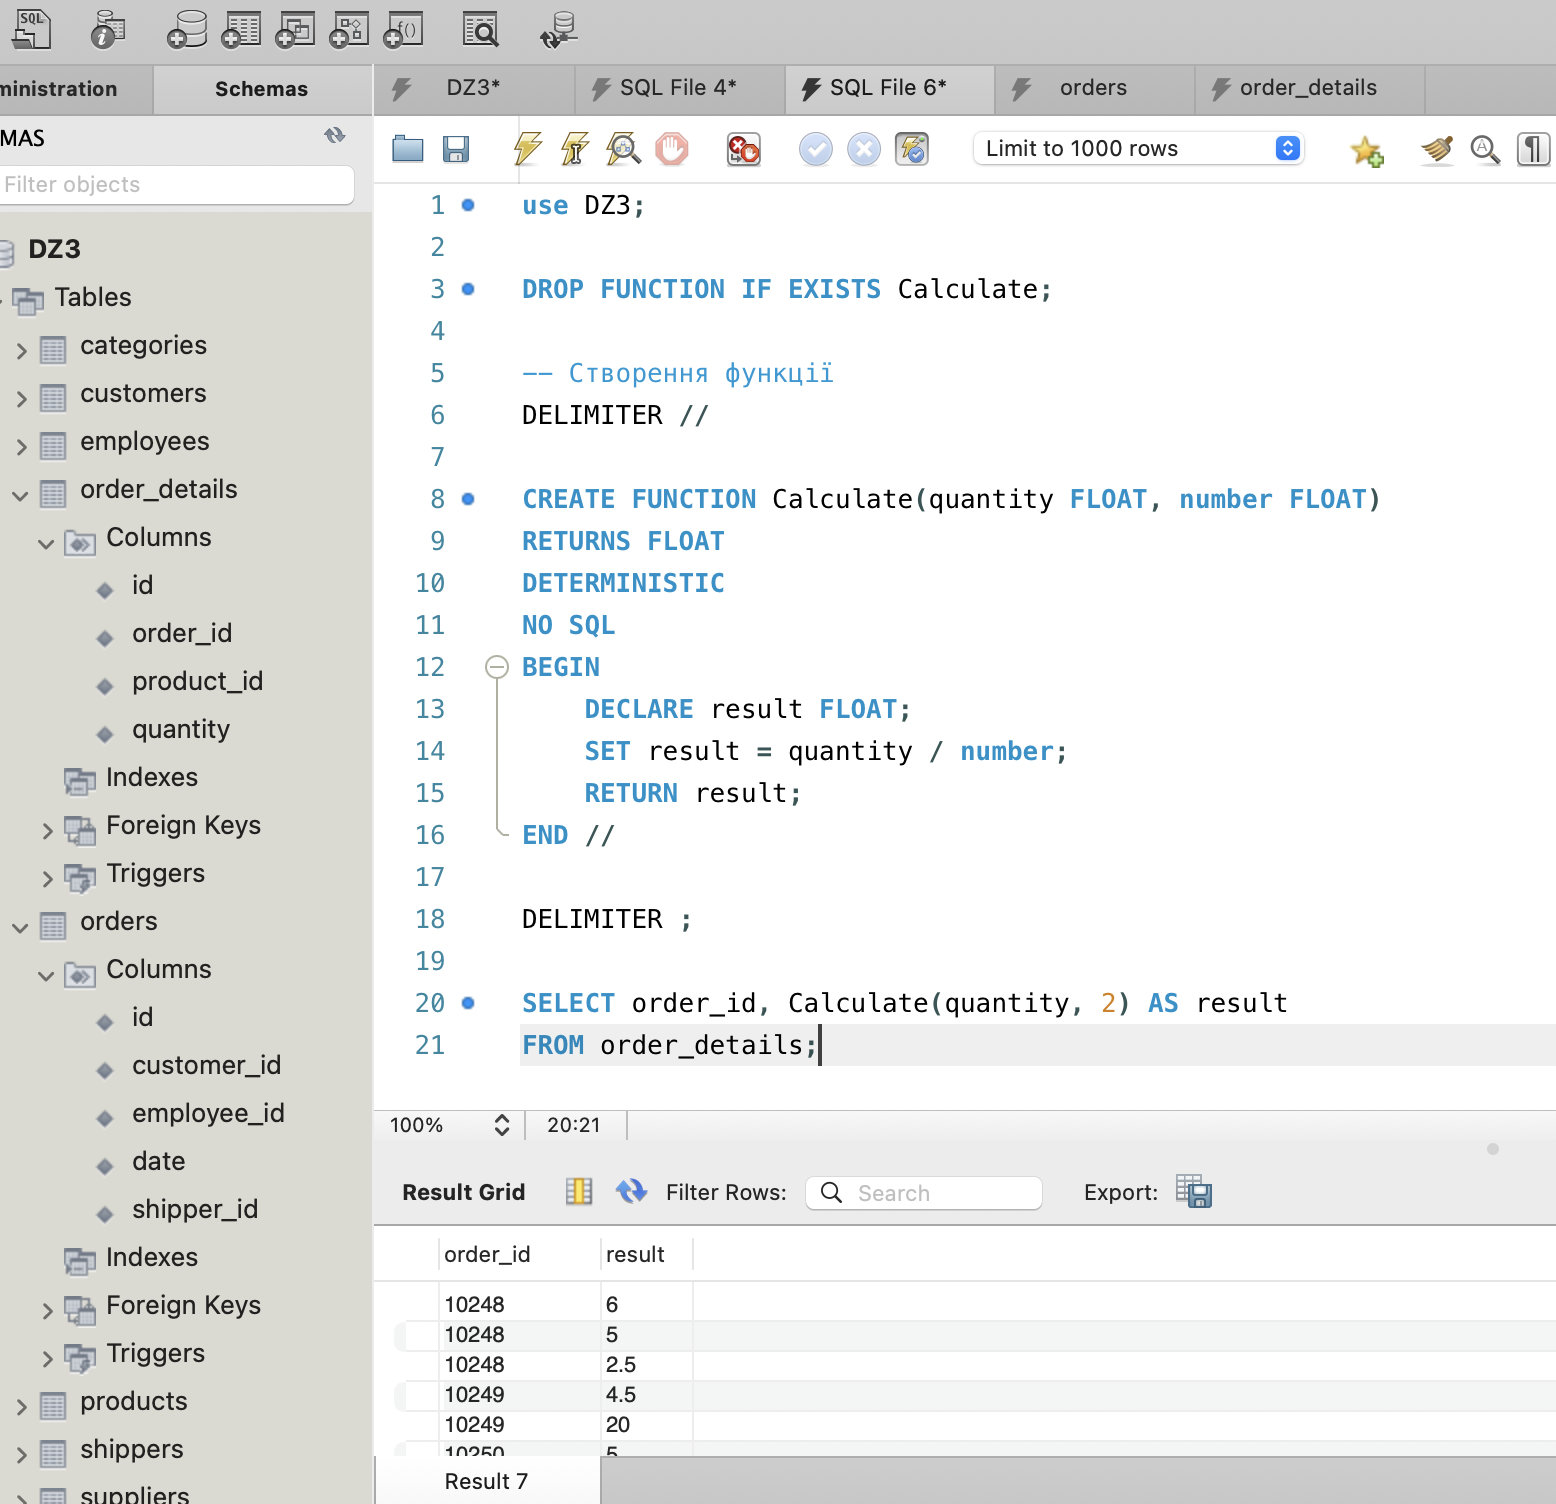 SQL
ministration
Schemas
DZ3*
SQL File 4*
SQL File 6*
orders
order_details
MAS
Filter objects
Limit to 1000 rows
DZ3
Tables
categories
customers
employees
order_details
Columns
id
order_id
product_id
quantity
Indexes
Foreign Keys
Triggers
orders
Columns
id
customer_id
employee_id
date
shipper_id
Indexes
Foreign Keys
Triggers
products
shippers
suppliers
1 use DZ3;
2
3 DROP FUNCTION IF EXISTS Calculate;
4
5 -- Створення функції
6 DELIMITER //
7
8 CREATE FUNCTION Calculate(quantity FLOAT, number FLOAT)
9 RETURNS FLOAT
10 DETERMINISTIC
11 NO SQL
12 BEGIN
13 DECLARE result FLOAT;
14 SET result = quantity / number;
15 RETURN result;
16 END //
17
18 DELIMITER ;
19
20 SELECT order_id, Calculate(quantity, 2) AS result
21 FROM order_details;
100% 20:21
Result Grid Filter Rows: Search Export:
order_id result
10248 6
10248 5
10248 2.5
10249 4.5
10249 20
10250 5
Result 7